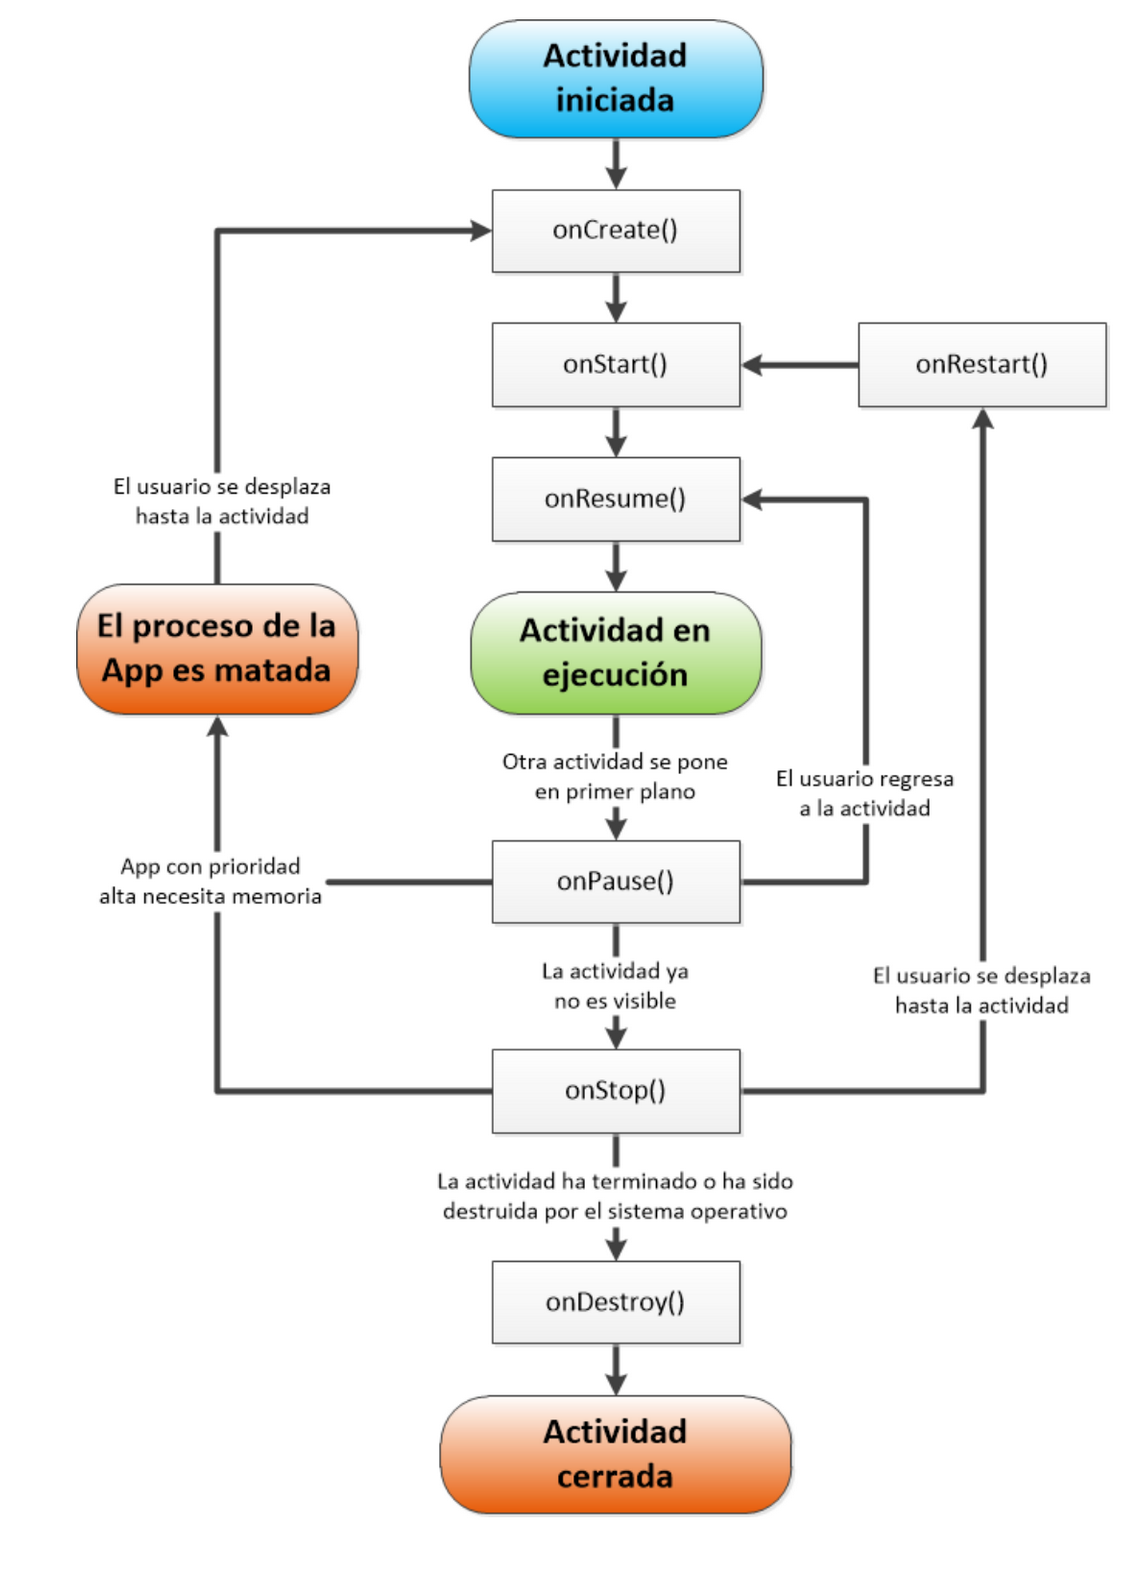 Actividad
iniciada
onCreate()
onStart()
onRestart()
onResume()
El usuario se desplaza
hasta la actividad
El proceso de la
App es matada
Actividad en
ejecución
Otra actividad se pone
en primer plano
El usuario regresa
a la actividad
App con prioridad
alta necesita memoria
onPause()
La actividad ya
no es visible
El usuario se desplaza
hasta la actividad
onStop()
La actividad ha terminado o ha sido
destruida por el sistema operativo
onDestroy()
Actividad
cerrada